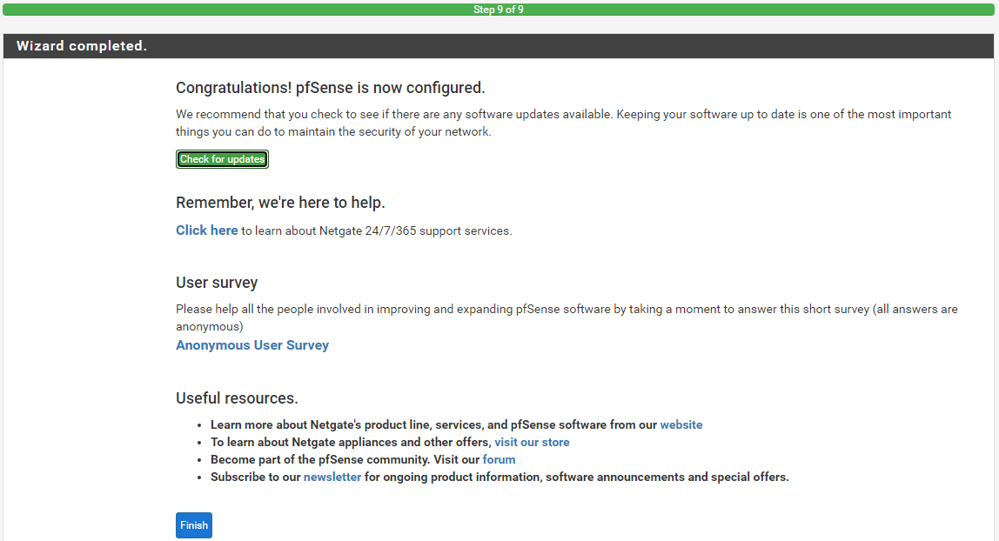 Step 9 of 9
Wizard completed.
Congratulations! pfSense is now configured.
We recommend that you check to see if there are any software updates available. Keeping your software up to date is one of the most important
things you can do to maintain the security of your network.
Check for updates
Remember, we're here to help.
Click here to learn about Netgate 24/7/365 support services.
User survey
Please help all the people involved in improving and expanding pfSense software by taking a moment to answer this short survey (all answers are
anonymous)
Anonymous User Survey
Useful resources.
• Learn more about Netgate's product line, services, and pfSense software from our website
• To learn about Netgate appliances and other offers, visit our store
• Become part of the pfSense community. Visit our forum
• Subscribe to our newsletter for ongoing product information, software announcements and special offers.
Finish